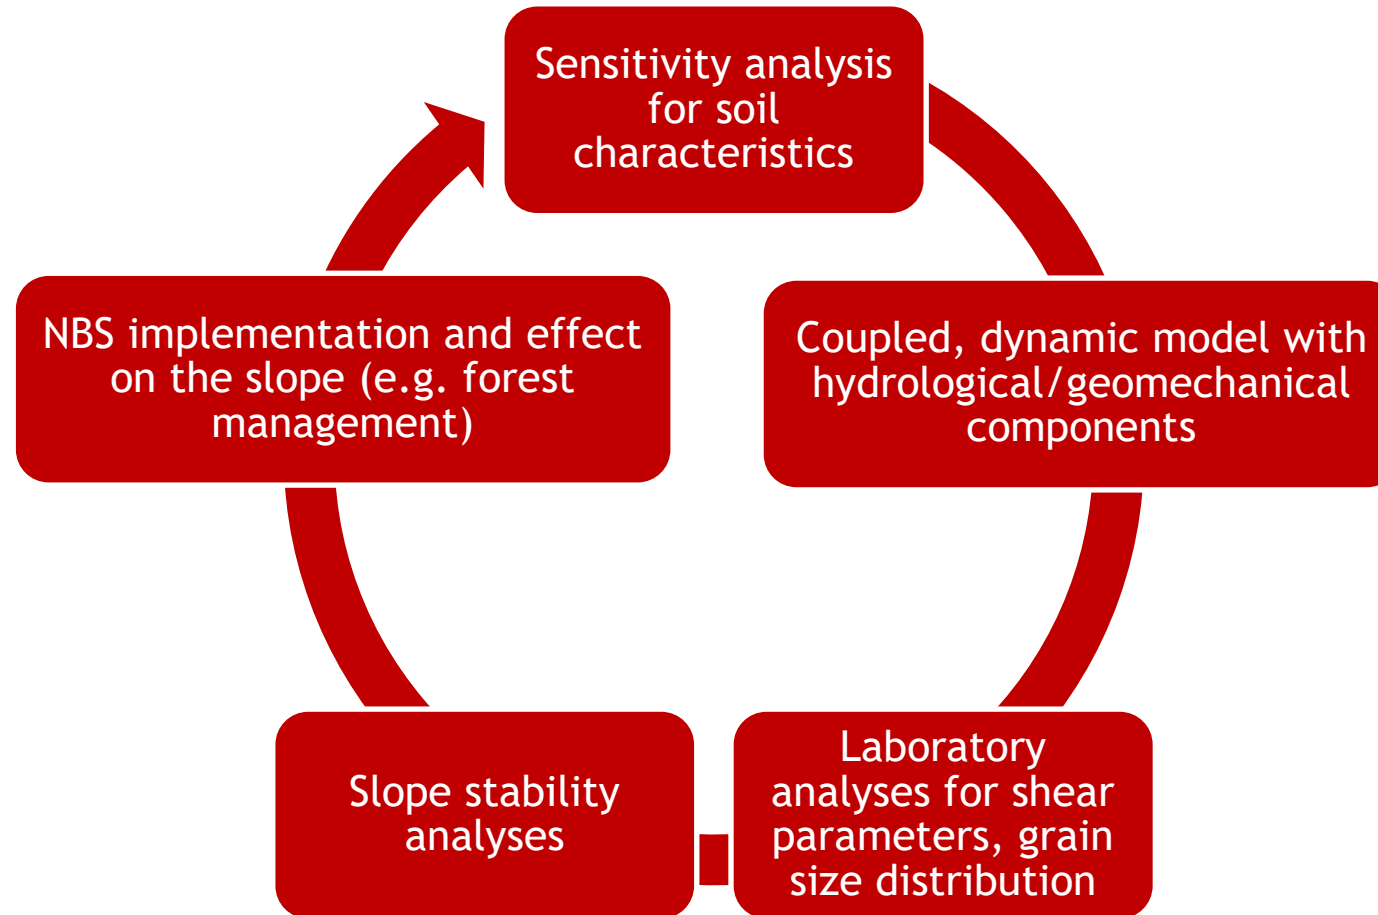 Sensitivity analysis
for soil
characteristics
Coupled, dynamic model with
hydrological/geomechanical
components
Laboratory
analyses for shear
parameters, grain
size distribution
Slope stability
analyses
NBS implementation and effect
on the slope (e.g. forest
management)